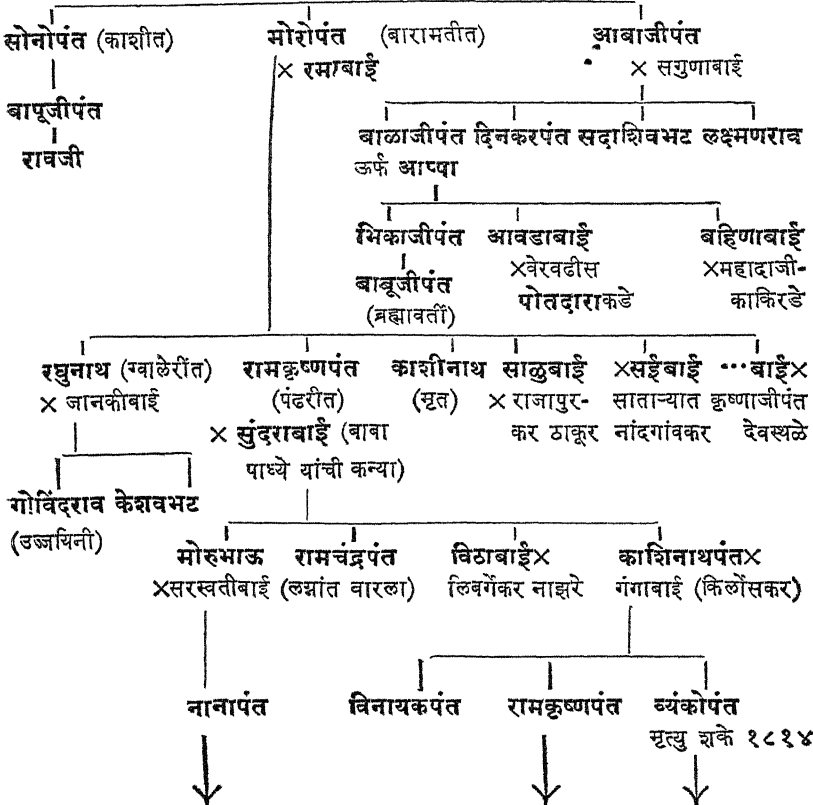 सोनोपंत (काशीत) मोरोपंत (बारामतीत) आबाजीपंत
× रमाबाई × सगुणाबाई
बापूजीपंत
रावजी
बाळाजीपंत दिनकरपंत सदाशिवभट लक्ष्मणराव
ऊर्फ आप्पा
भिकाजीपंत आवडाबाई बहिणाबाई
×वेरवढीस ×महादाजी-
बाबूजीपंत पोतदाराकडे काकिरडे
(ब्रह्मावर्ती)
रघुनाथ (ग्वालेरींत) रामकृष्णपंत काशीनाथ साळुबाई ×सईबाई ···बाई×
× जानकीबाई (पंढरीत) (मृत) × राजापुर- साताऱ्यात कृष्णाजीपंत
× सुंदराबाई (बाबा कर ठाकूर नांदगांवकर देवस्थळे
पाध्ये यांची कन्या)
गोविंदराव केशवभट
(उज्जयिनी)
मोरुभाऊ रामचंद्रपंत विठाबाई× काशिनाथपंत×
×सरस्वतीबाई (लग्नांत वारला) लिबर्गेकर नाझरे गंगाबाई (किर्लोसकर)
नानापंत विनायकपंत रामकृष्णपंत व्यंकोपंत
मृत्यु शके १८१४